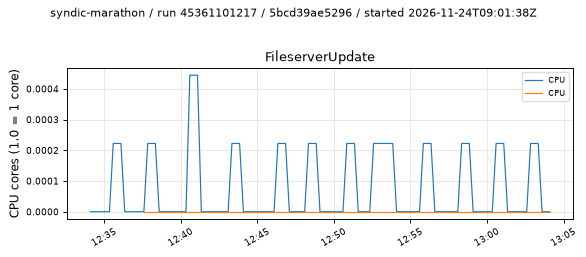 syndic-marathon / run 45361101217 / 5bcd39ae5296 / started 2026-11-24T09:01:38Z
FileserverUpdate
CPU cores (1.0 = 1 core)
0.0004
0.0003
0.0002
0.0001
0.0000
CPU
CPU
12:35
12:40
12:45
12:50
12:55
13:00
13:05